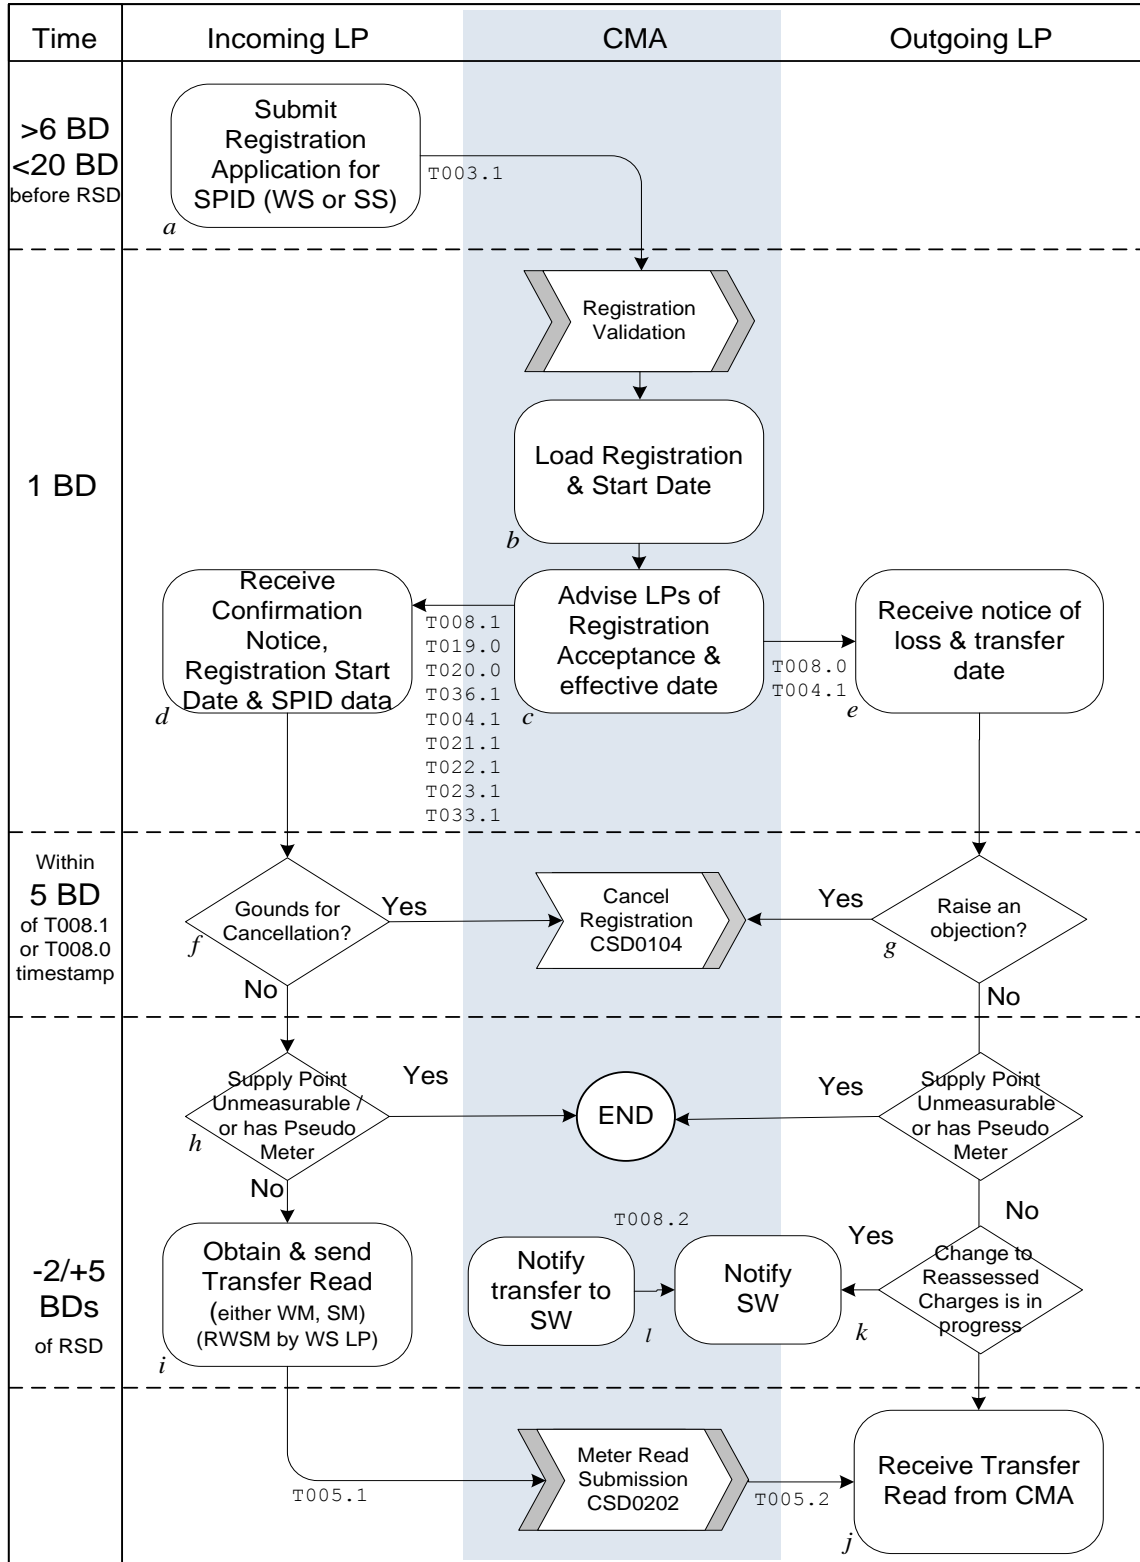 Time
Incoming LP
CMA
Outgoing LP
>6 BD
<20 BD
before RSD
Submit
Registration
Application for
SPID (WS or SS)
a
T003.1
1 BD
Registration
Validation
Load Registration
& Start Date
b
Receive
Confirmation
Notice,
Registration Start
Date & SPID data
d
T008.1
T019.0
T020.0
T036.1
T004.1
T021.1
T022.1
T023.1
T033.1
Advise LPs of
Registration
Acceptance &
effective date
c
T008.0
T004.1
Receive notice of
loss & transfer
date
e
Within
5 BD
of T008.1
or T008.0
timestamp
Gounds for
Cancellation?
f
Yes
No
Cancel
Registration
CSD0104
Yes
Raise an
objection?
g
No
-2/+5
BDs
of RSD
Supply Point
Unmeasurable /
or has Pseudo
Meter
h
Yes
No
END
Yes
Supply Point
Unmeasurable
or has Pseudo
Meter
No
Obtain & send
Transfer Read
(either WM, SM)
(RWSM by WS LP)
i
T008.2
Notify
transfer to
SW
l
Notify
SW
k
Yes
Change to
Reassessed
Charges is in
progress
T005.1
Meter Read
Submission
CSD0202
T005.2
Receive Transfer
Read from CMA
j